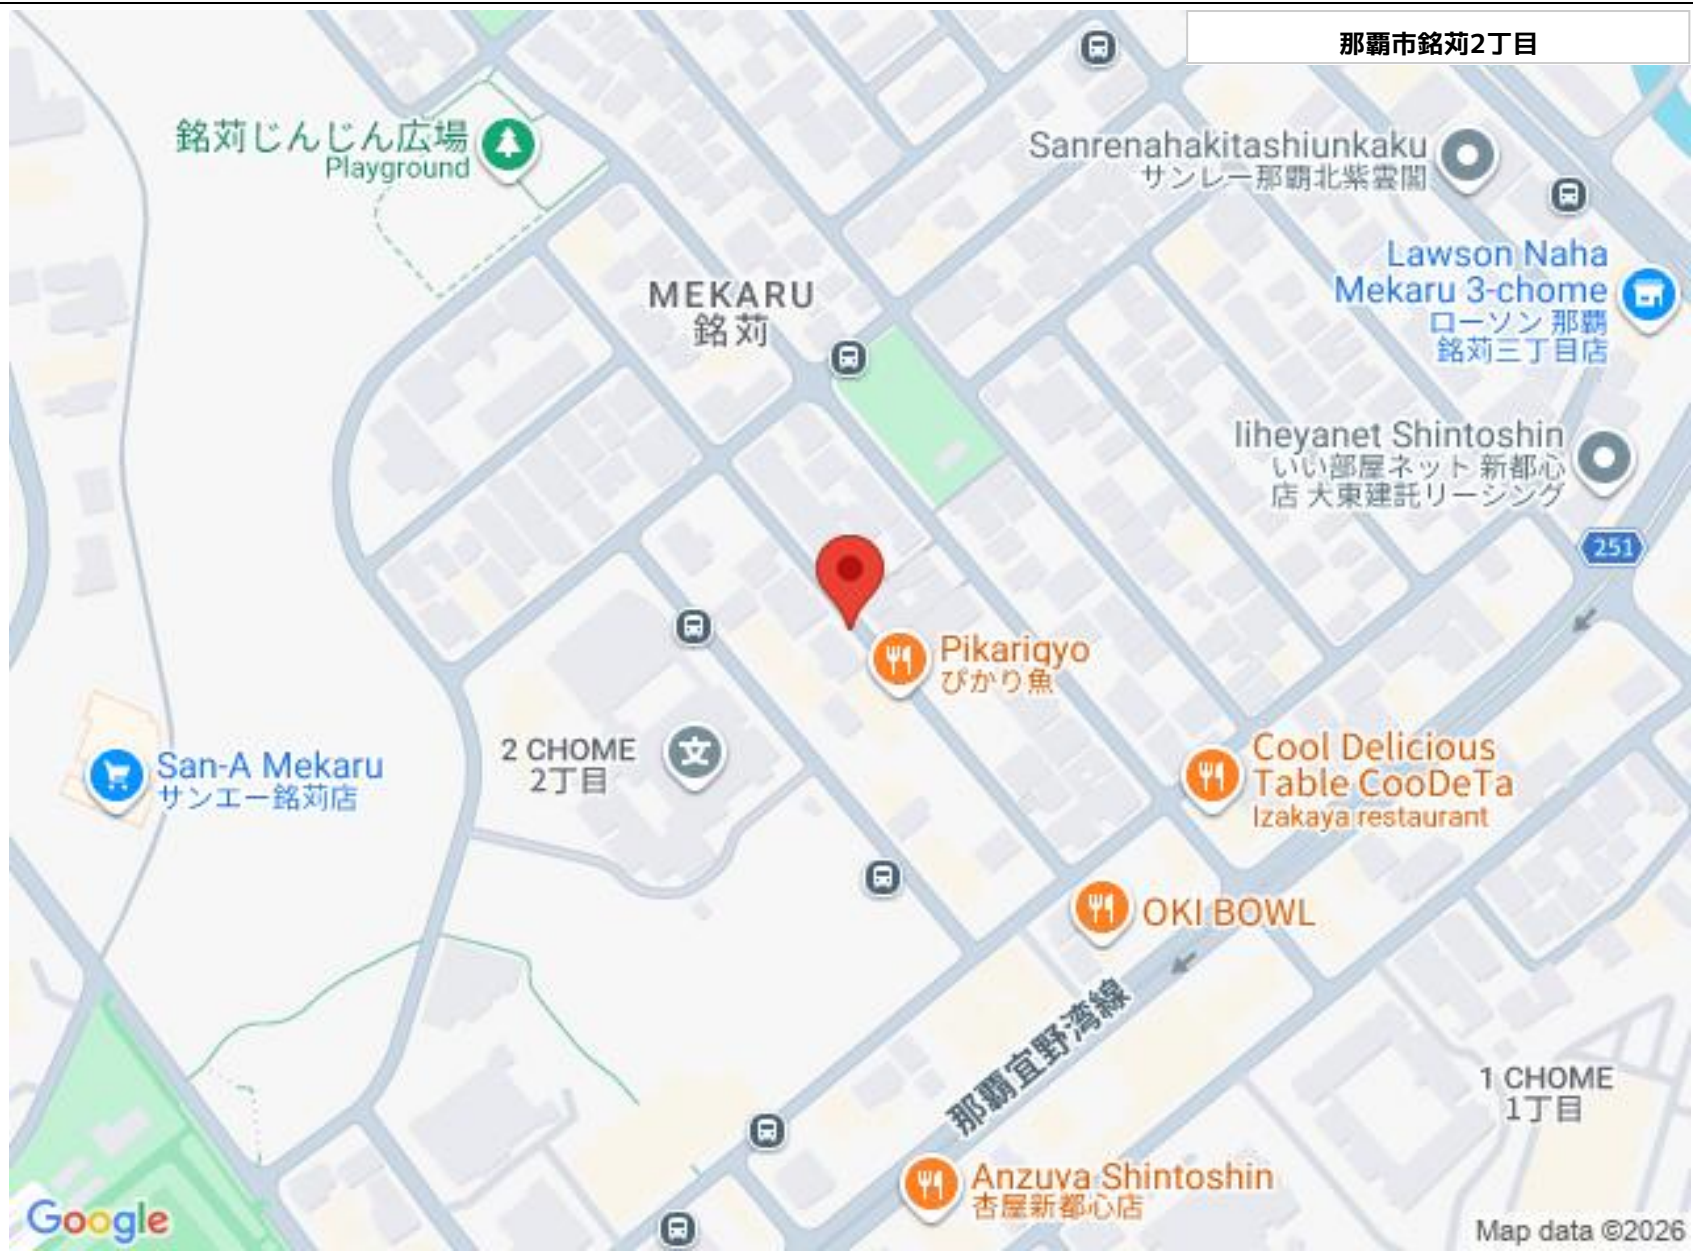 那覇市銘苅2丁目
銘苅じんじん広場
Playground
Sanrenahakitashiunkaku
サンレー那覇北紫雲閣
Lawson Naha
Mekaru 3-chome
ローソン 那覇
銘苅三丁目店
MEKARU
銘苅
Iiheyanet Shintoshin
いい部屋ネット 新都心
店 大東建託リーシング
251
Pikarigyo
ぴかり魚
2 CHOME
2丁目
文
San-A Mekaru
サンエー銘苅店
Cool Delicious
Table CooDeTa
Izakaya restaurant
OKI BOWL
那覇宜野湾線
1 CHOME
1丁目
Anzuya Shintoshin
杏屋新都心店
Google
Map data ©2026